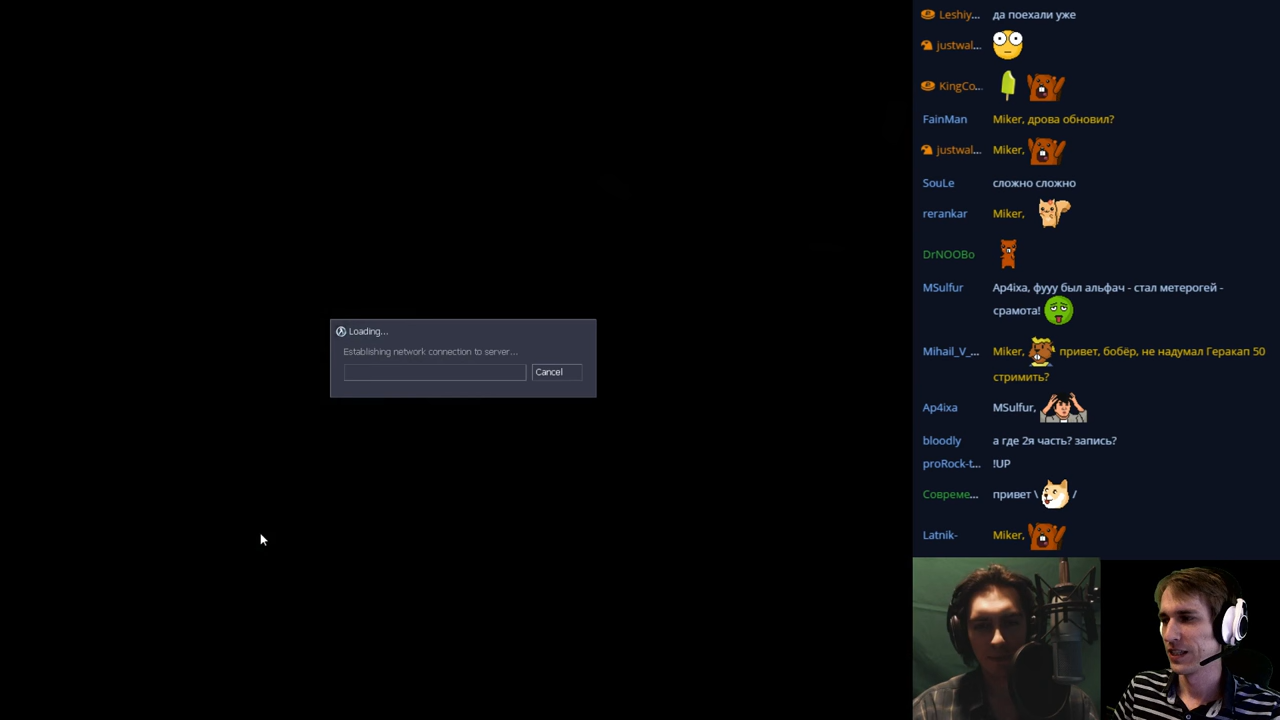 Leshiy... да поехали уже
justwal...
KingCo...
FainMan Miker, дрова обновил?
justwal... Miker,
SouLe сложно сложно
rerankar Miker,
DrNOOBo
MSulfur Ap4ixa, фууу был альфач - стал метерогей -
срамота!
Mihail_V_... Miker, привет, бобёр, не надумал Геракап 50
стримить?
Ap4ixa MSulfur,
bloodly а где 2я часть? запись?
proRock-t... !UP
Совреме... привет \ /
Latnik- Miker,
Loading...
Establishing network connection to server...
Cancel